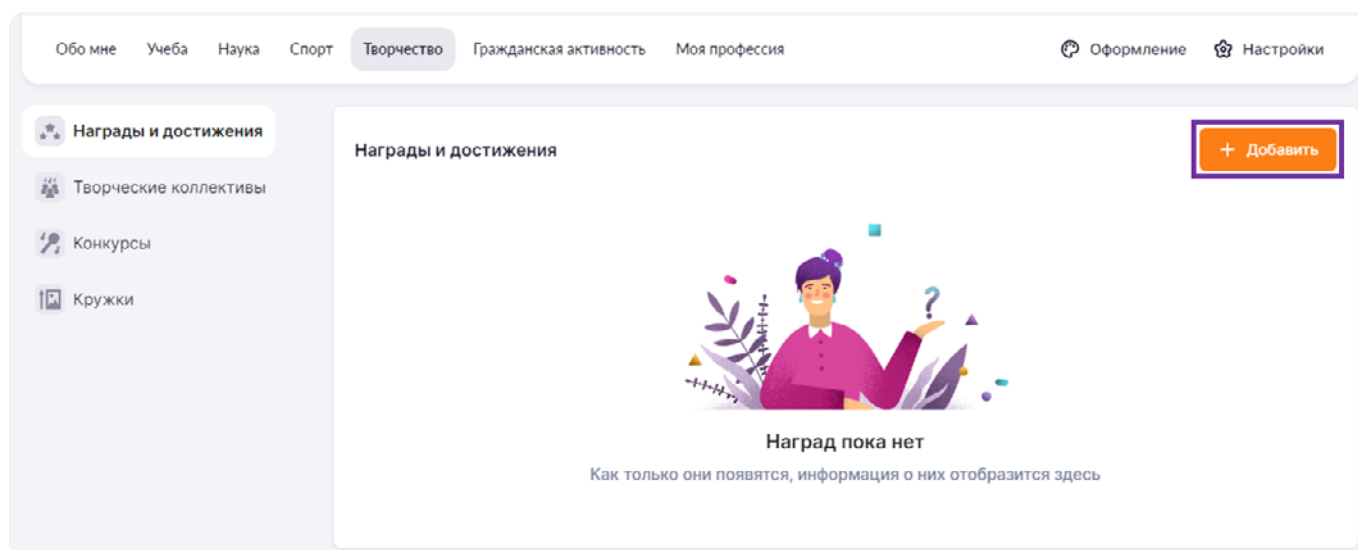 Обо мне Учеба Наука Спорт Творчество Гражданская активность Моя профессия Оформление Настройки
Награды и достижения
Творческие коллективы
Конкурсы
Кружки
Награды и достижения
+ Добавить
?
Наград пока нет
Как только они появятся, информация о них отобразится здесь